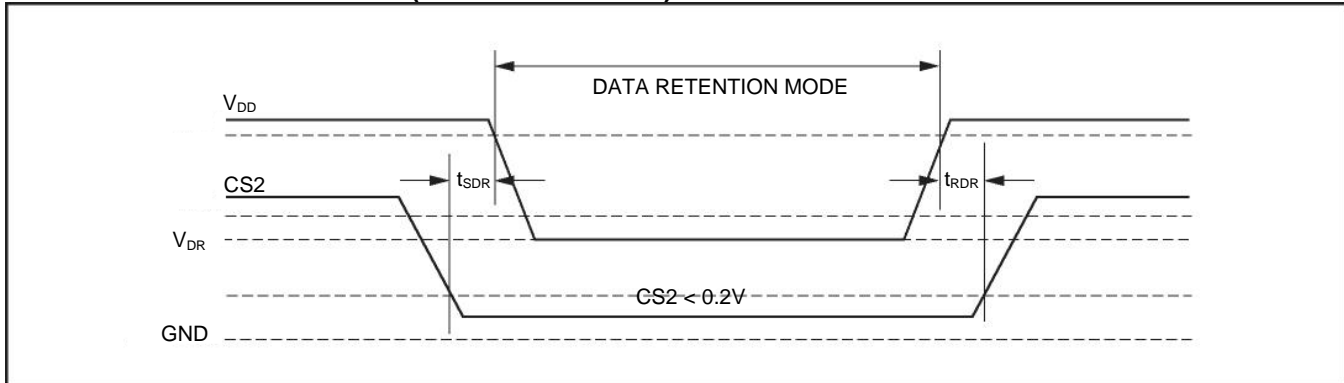 DATA RETENTION MODE
VDD
tSDR
tRDR
CS2
VDR
CS2 < 0.2V
GND